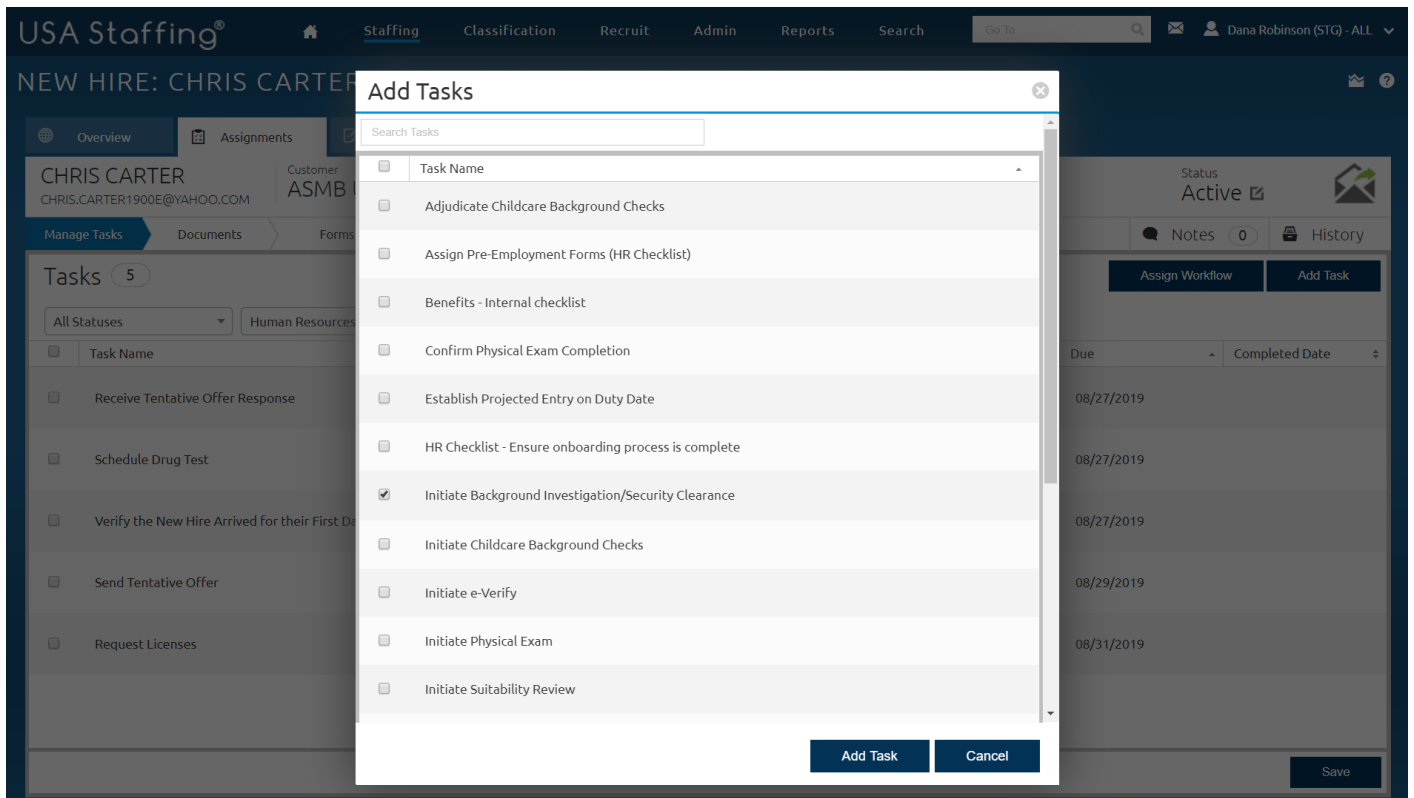 USA Staffing®
Staffing
Classification
Recruit
Admin
Reports
Search
Go To
Dana Robinson (STG) - ALL
NEW HIRE: CHRIS CARTER
Overview
Assignments
CHRIS CARTER
CHRIS.CARTER1900E@YAHOO.COM
Customer
ASMB
Status
Active
Manage Tasks
Documents
Forms
Notes 0
History
Tasks 5
Assign Workflow
Add Task
All Statuses
Human Resources
Task Name
Due
Completed Date
Receive Tentative Offer Response
08/27/2019
Schedule Drug Test
08/27/2019
Verify the New Hire Arrived for their First
08/27/2019
Send Tentative Offer
08/29/2019
Request Licenses
08/31/2019
Save
Add Tasks
Search Tasks
Task Name
Adjudicate Childcare Background Checks
Assign Pre-Employment Forms (HR Checklist)
Benefits - Internal checklist
Confirm Physical Exam Completion
Establish Projected Entry on Duty Date
HR Checklist - Ensure onboarding process is complete
Initiate Background Investigation/Security Clearance
Initiate Childcare Background Checks
Initiate e-Verify
Initiate Physical Exam
Initiate Suitability Review
Add Task
Cancel